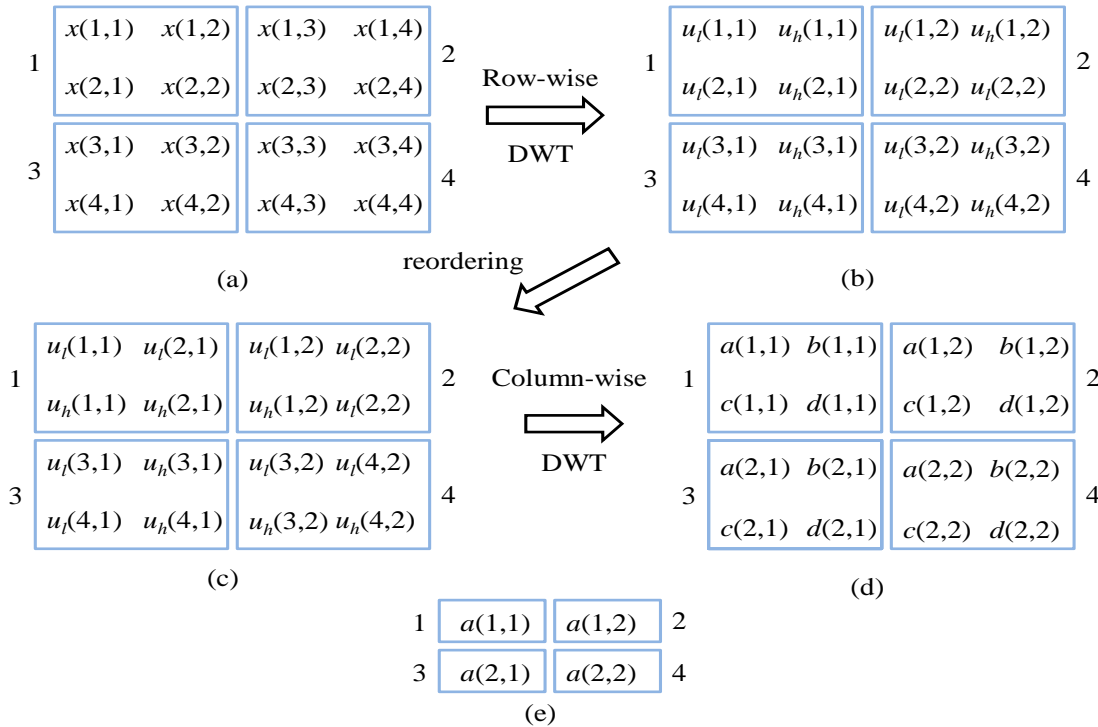 x(1,1) x(1,2) x(1,3) x(1,4)
1 2
x(2,1) x(2,2) x(2,3) x(2,4)
x(3,1) x(3,2) x(3,3) x(3,4)
3 4
x(4,1) x(4,2) x(4,3) x(4,4)
(a)
Row-wise
DWT
u_l(1,1) u_h(1,1) u_l(1,2) u_h(1,2)
1 2
u_l(2,1) u_h(2,1) u_l(2,2) u_l(2,2)
u_l(3,1) u_h(3,1) u_l(3,2) u_h(3,2)
3 4
u_l(4,1) u_h(4,1) u_l(4,2) u_h(4,2)
(b)
reordering
u_l(1,1) u_l(2,1) u_l(1,2) u_l(2,2)
1 2
u_h(1,1) u_h(2,1) u_h(1,2) u_l(2,2)
u_l(3,1) u_h(3,1) u_l(3,2) u_l(4,2)
3 4
u_l(4,1) u_h(4,1) u_h(3,2) u_h(4,2)
(c)
Column-wise
DWT
a(1,1) b(1,1) a(1,2) b(1,2)
1 2
c(1,1) d(1,1) c(1,2) d(1,2)
a(2,1) b(2,1) a(2,2) b(2,2)
3 4
c(2,1) d(2,1) c(2,2) d(2,2)
(d)
1 a(1,1) a(1,2) 2
3 a(2,1) a(2,2) 4
(e)